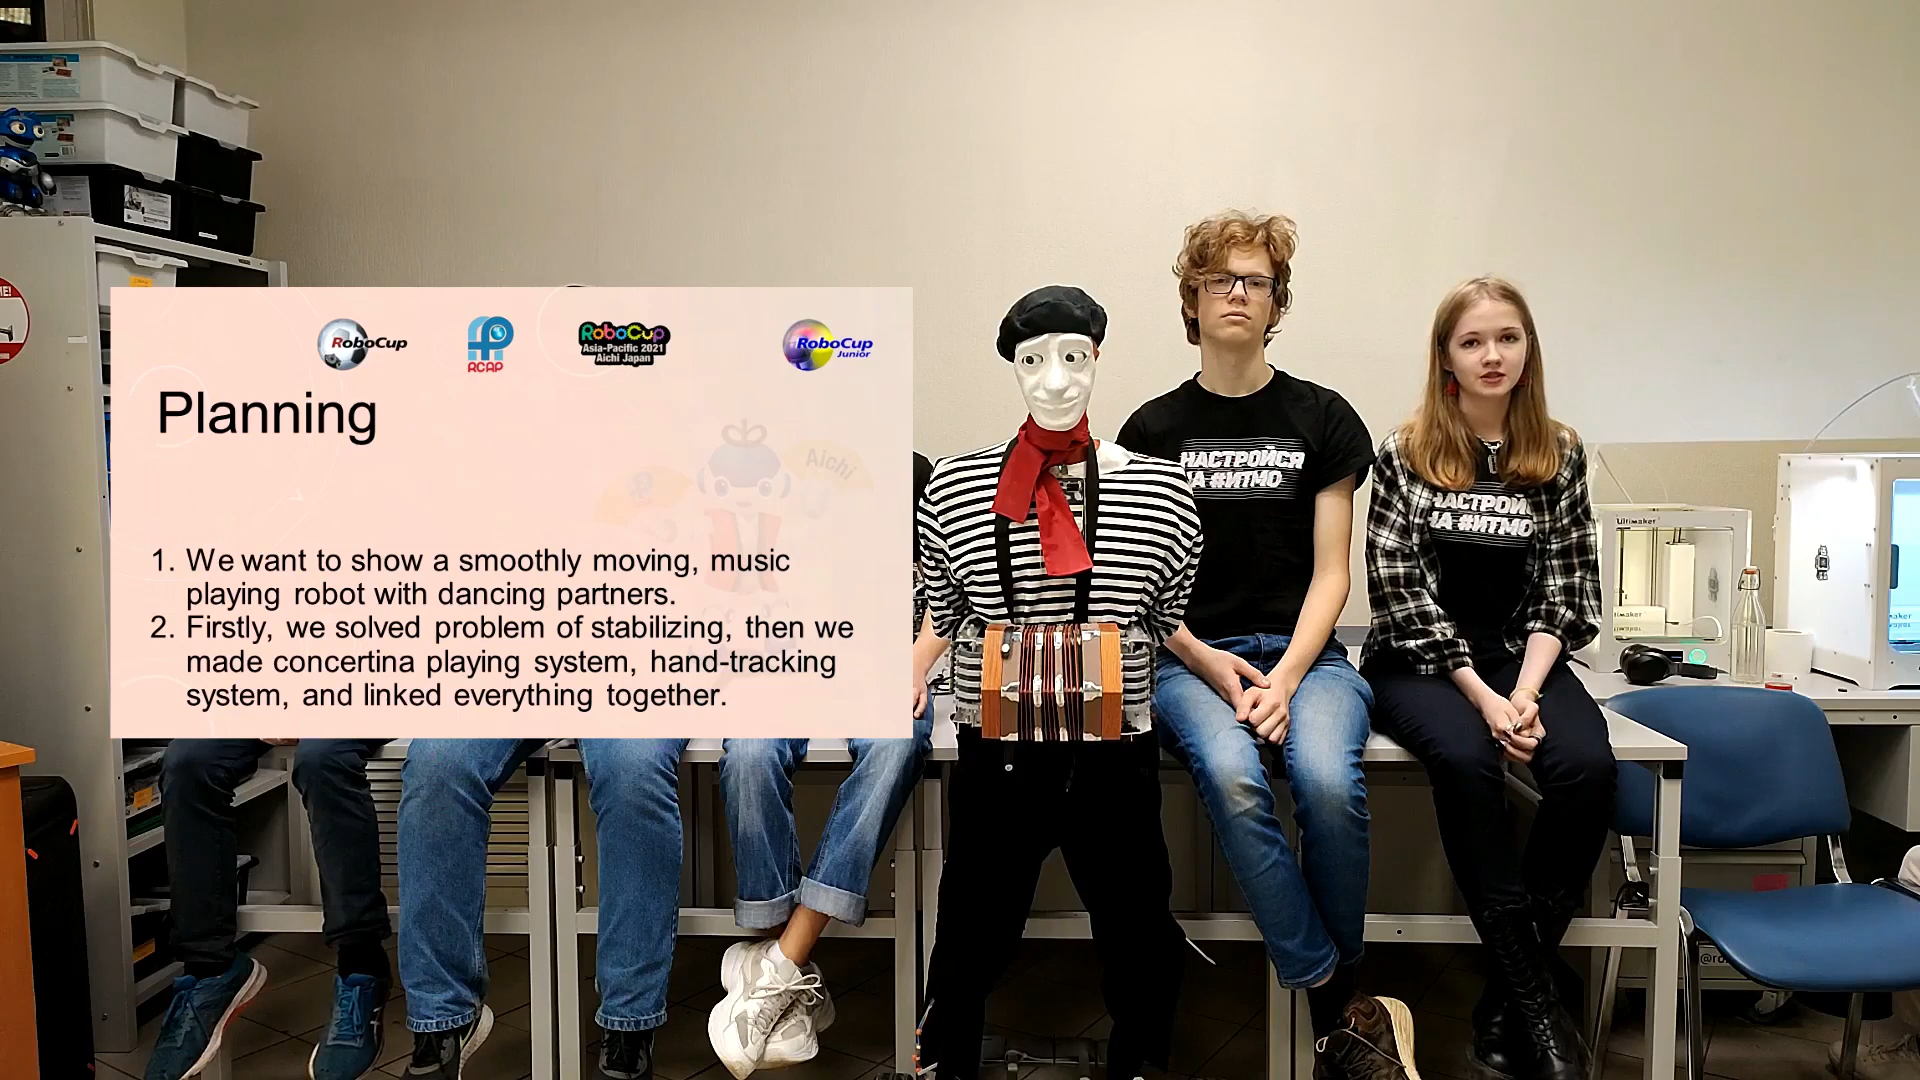 RoboCup
RCAP
RoboCup
Asia-Pacific 2021
Aichi Japan
RoboCup
Junior
Planning
Aichi
1. We want to show a smoothly moving, music
playing robot with dancing partners.
2. Firstly, we solved problem of stabilizing, then we
made concertina playing system, hand-tracking
system, and linked everything together.
НАСТРОЙСЯ
НА #ИТМО
НАСТРОЙ
НА #ИТМО
Ultimaker